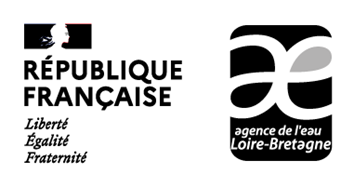 RÉPUBLIQUE
FRANÇAISE
Liberté
Égalité
Fraternité
agence de l'eau
Loire-Bretagne